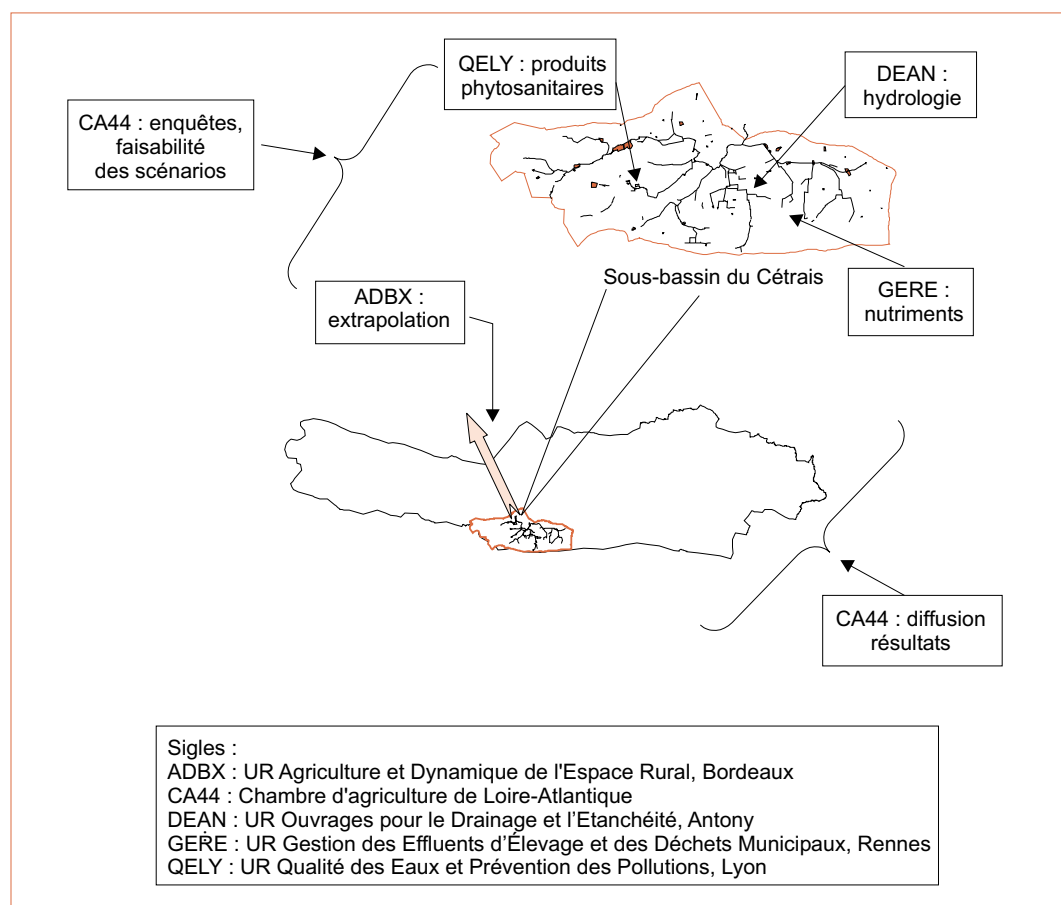 QELY : produits
phytosanitaires
DEAN :
hydrologie
CA44 : enquêtes,
faisabilité
des scénarios
Sous-bassin du Cétrais
ADBX :
extrapolation
GERE :
nutriments
CA44 : diffusion
résultats
Sigles :
ADBX : UR Agriculture et Dynamique de l'Espace Rural, Bordeaux
CA44 : Chambre d'agriculture de Loire-Atlantique
DEAN : UR Ouvrages pour le Drainage et l’Etanchéité, Antony
GERE : UR Gestion des Effluents d’Élevage et des Déchets Municipaux, Rennes
QELY : UR Qualité des Eaux et Prévention des Pollutions, Lyon